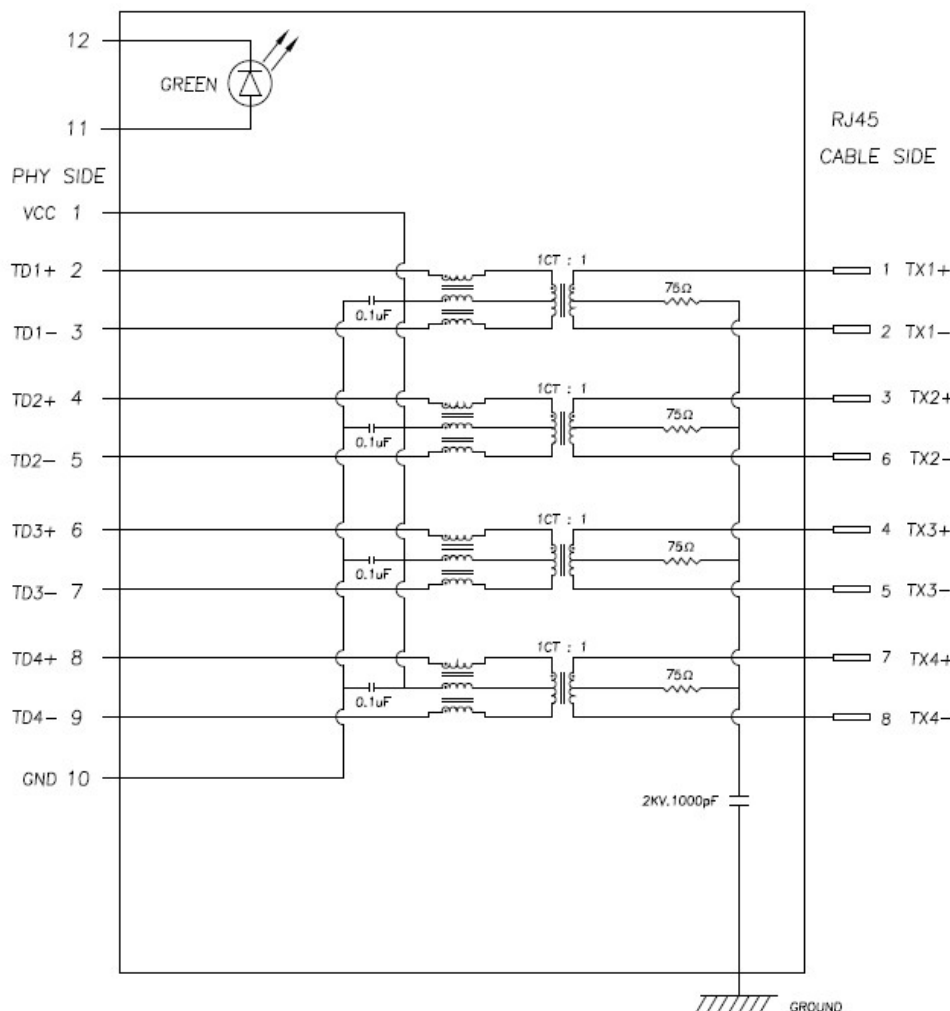 12
GREEN
11
RJ45
CABLE SIDE
PHY SIDE
VCC 1
1CT : 1
TD1+ 2
1 TX1+
75Ω
0.1uF
TD1- 3
2 TX1-
1CT : 1
TD2+ 4
3 TX2+
75Ω
0.1uF
TD2- 5
6 TX2-
1CT : 1
TD3+ 6
4 TX3+
75Ω
0.1uF
TD3- 7
5 TX3-
1CT : 1
TD4+ 8
7 TX4+
75Ω
0.1uF
TD4- 9
8 TX4-
GND 10
2KV.1000pF
GROUND